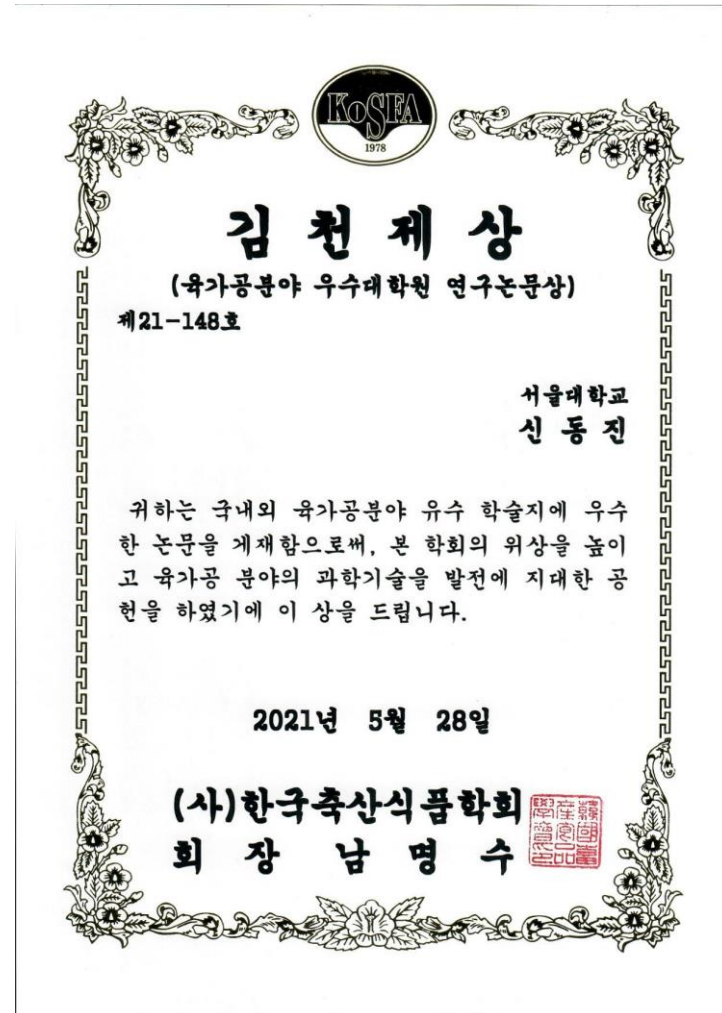 KoSFA
1978
김천제상
(육가공분야 우수대학원 연구논문상)
제21-148호
서울대학교
신동진
귀하는 국내외 육가공분야 유수 학술지에 우수
한 논문을 게재함으로써, 본 학회의 위상을 높이
고 육가공 분야의 과학기술을 발전에 지대한 공
헌을 하였기에 이 상을 드립니다.
2021년 5월 28일
(사)한국축산식품학회
회장 남명수